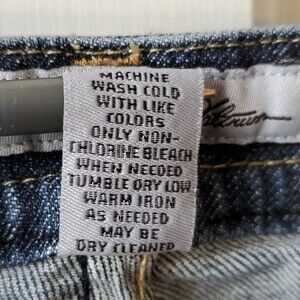 MACHINE
WASH COLD
WITH LIKE
COLORS
ONLY NON-
CHLORINE BLEACH
WHEN NEEDED
TUMBLE DRY LOW
WARM IRON
AS NEEDED
MAY BE
DRY CLEANED